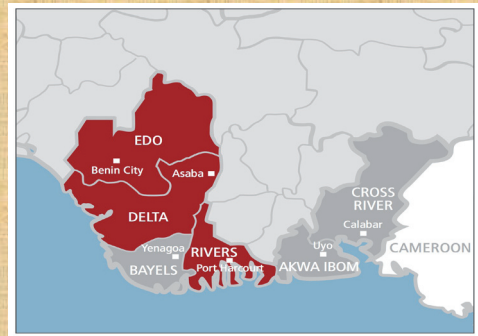 EDO
Benin City
Asaba
DELTA
CROSS
RIVER
Calabar
Yenagoa
RIVERS
Uyo
CAMEROON
BAYELS
Port Harcourt
AKWA IBOM